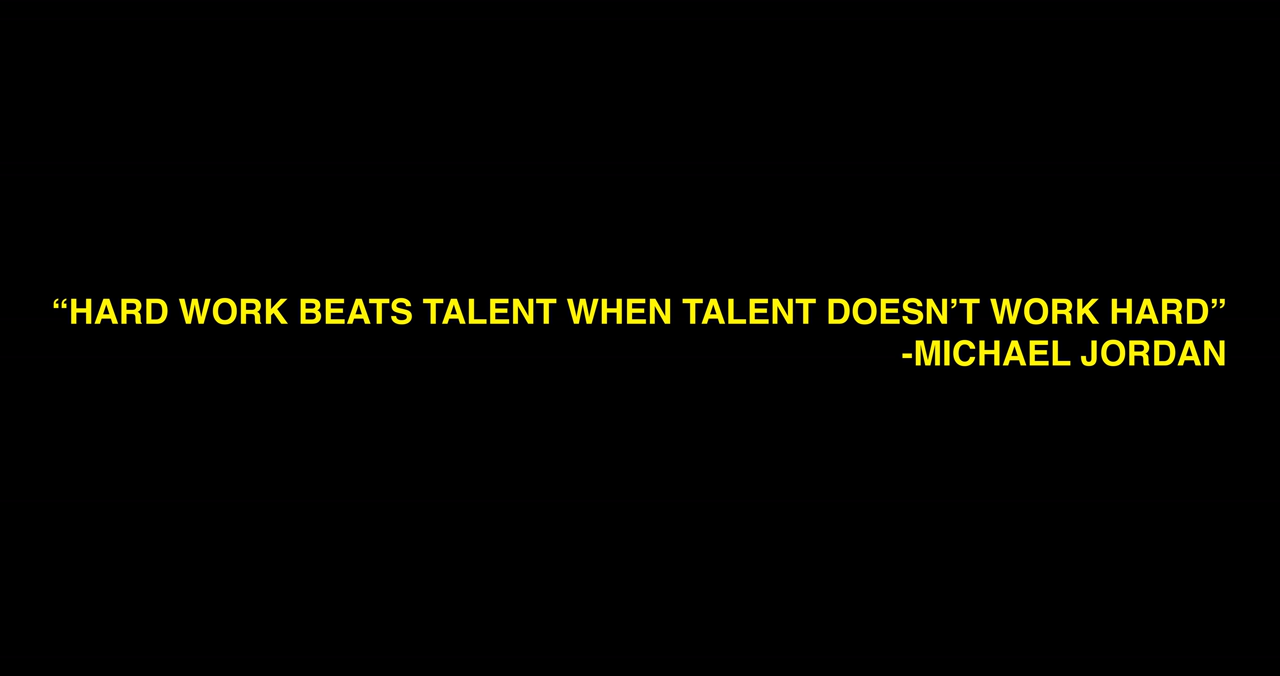 “HARD WORK BEATS TALENT WHEN TALENT DOESN’T WORK HARD”
-MICHAEL JORDAN